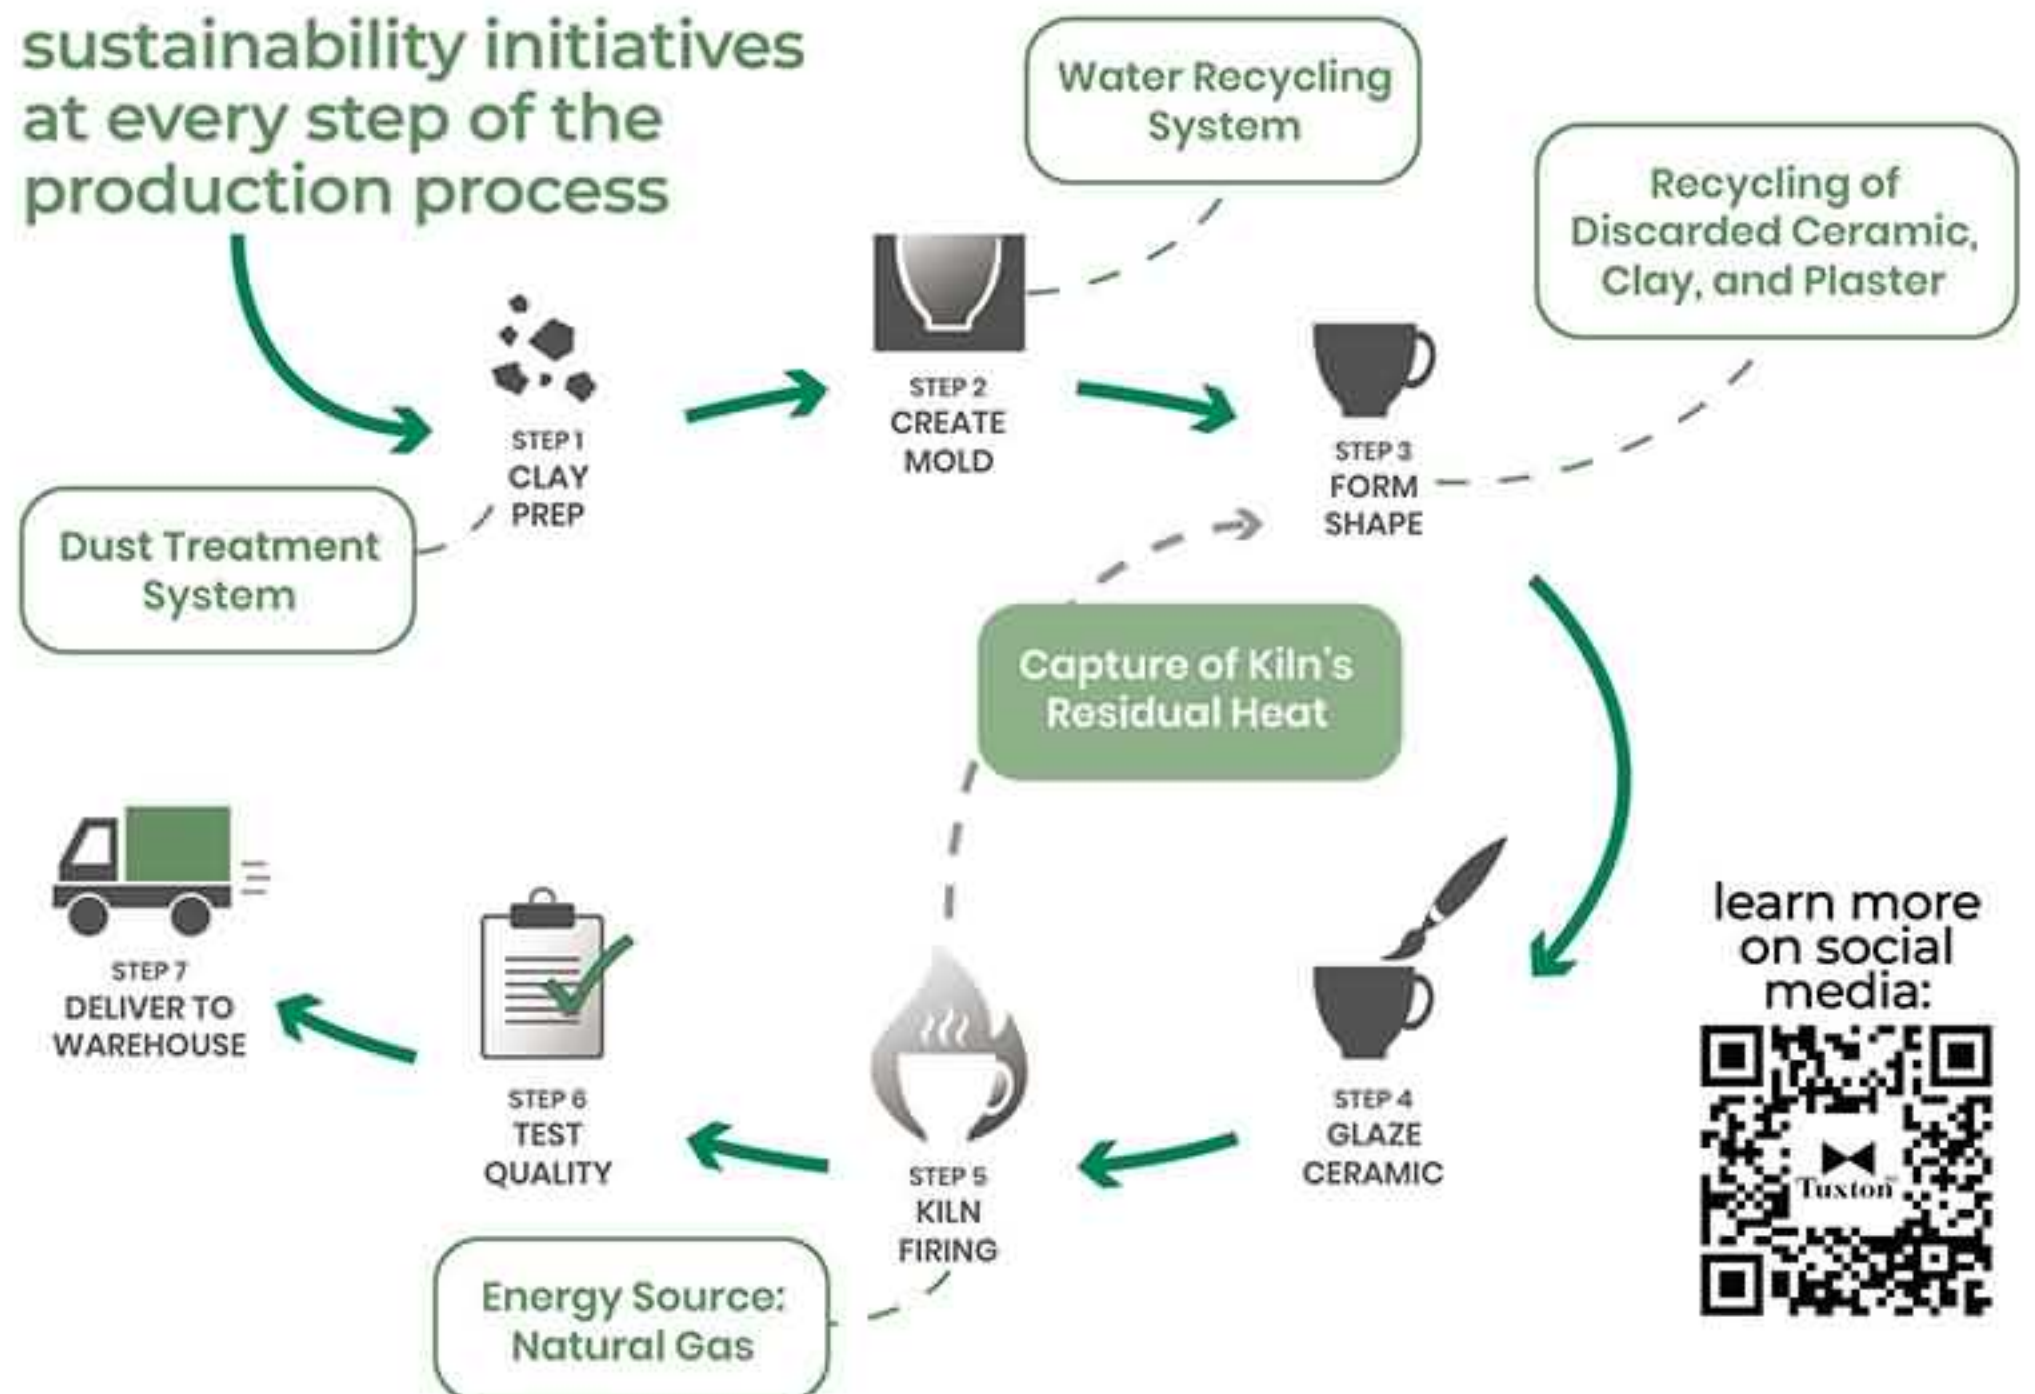 sustainability initiatives
at every step of the
production process
Water Recycling
System
Recycling of
Discarded Ceramic,
Clay, and Plaster
STEP 1
CLAY
PREP
STEP 2
CREATE
MOLD
STEP 3
FORM
SHAPE
Dust Treatment
System
Capture of Kiln's
Residual Heat
STEP 7
DELIVER TO
WAREHOUSE
STEP 6
TEST
QUALITY
STEP 5
KILN
FIRING
STEP 4
GLAZE
CERAMIC
learn more
on social
media:
Tuxton
Energy Source:
Natural Gas